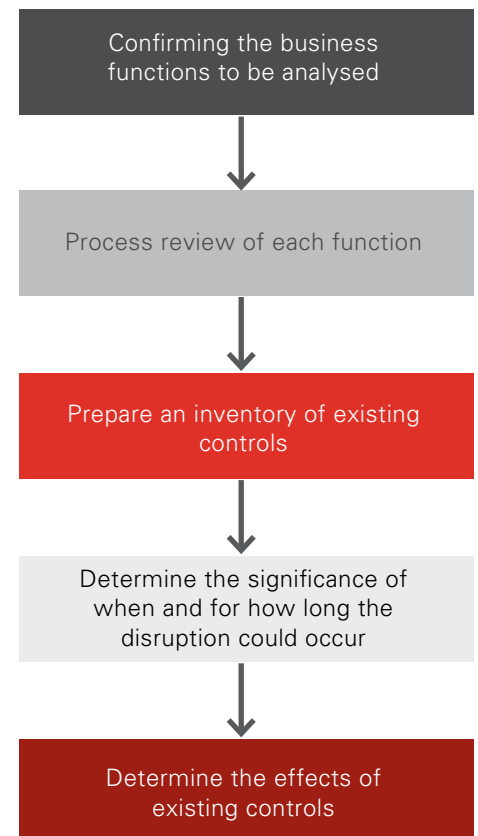 Confirming the business
functions to be analysed
Process review of each function
Prepare an inventory of existing
controls
Determine the significance of
when and for how long the
disruption could occur
Determine the effects of
existing controls